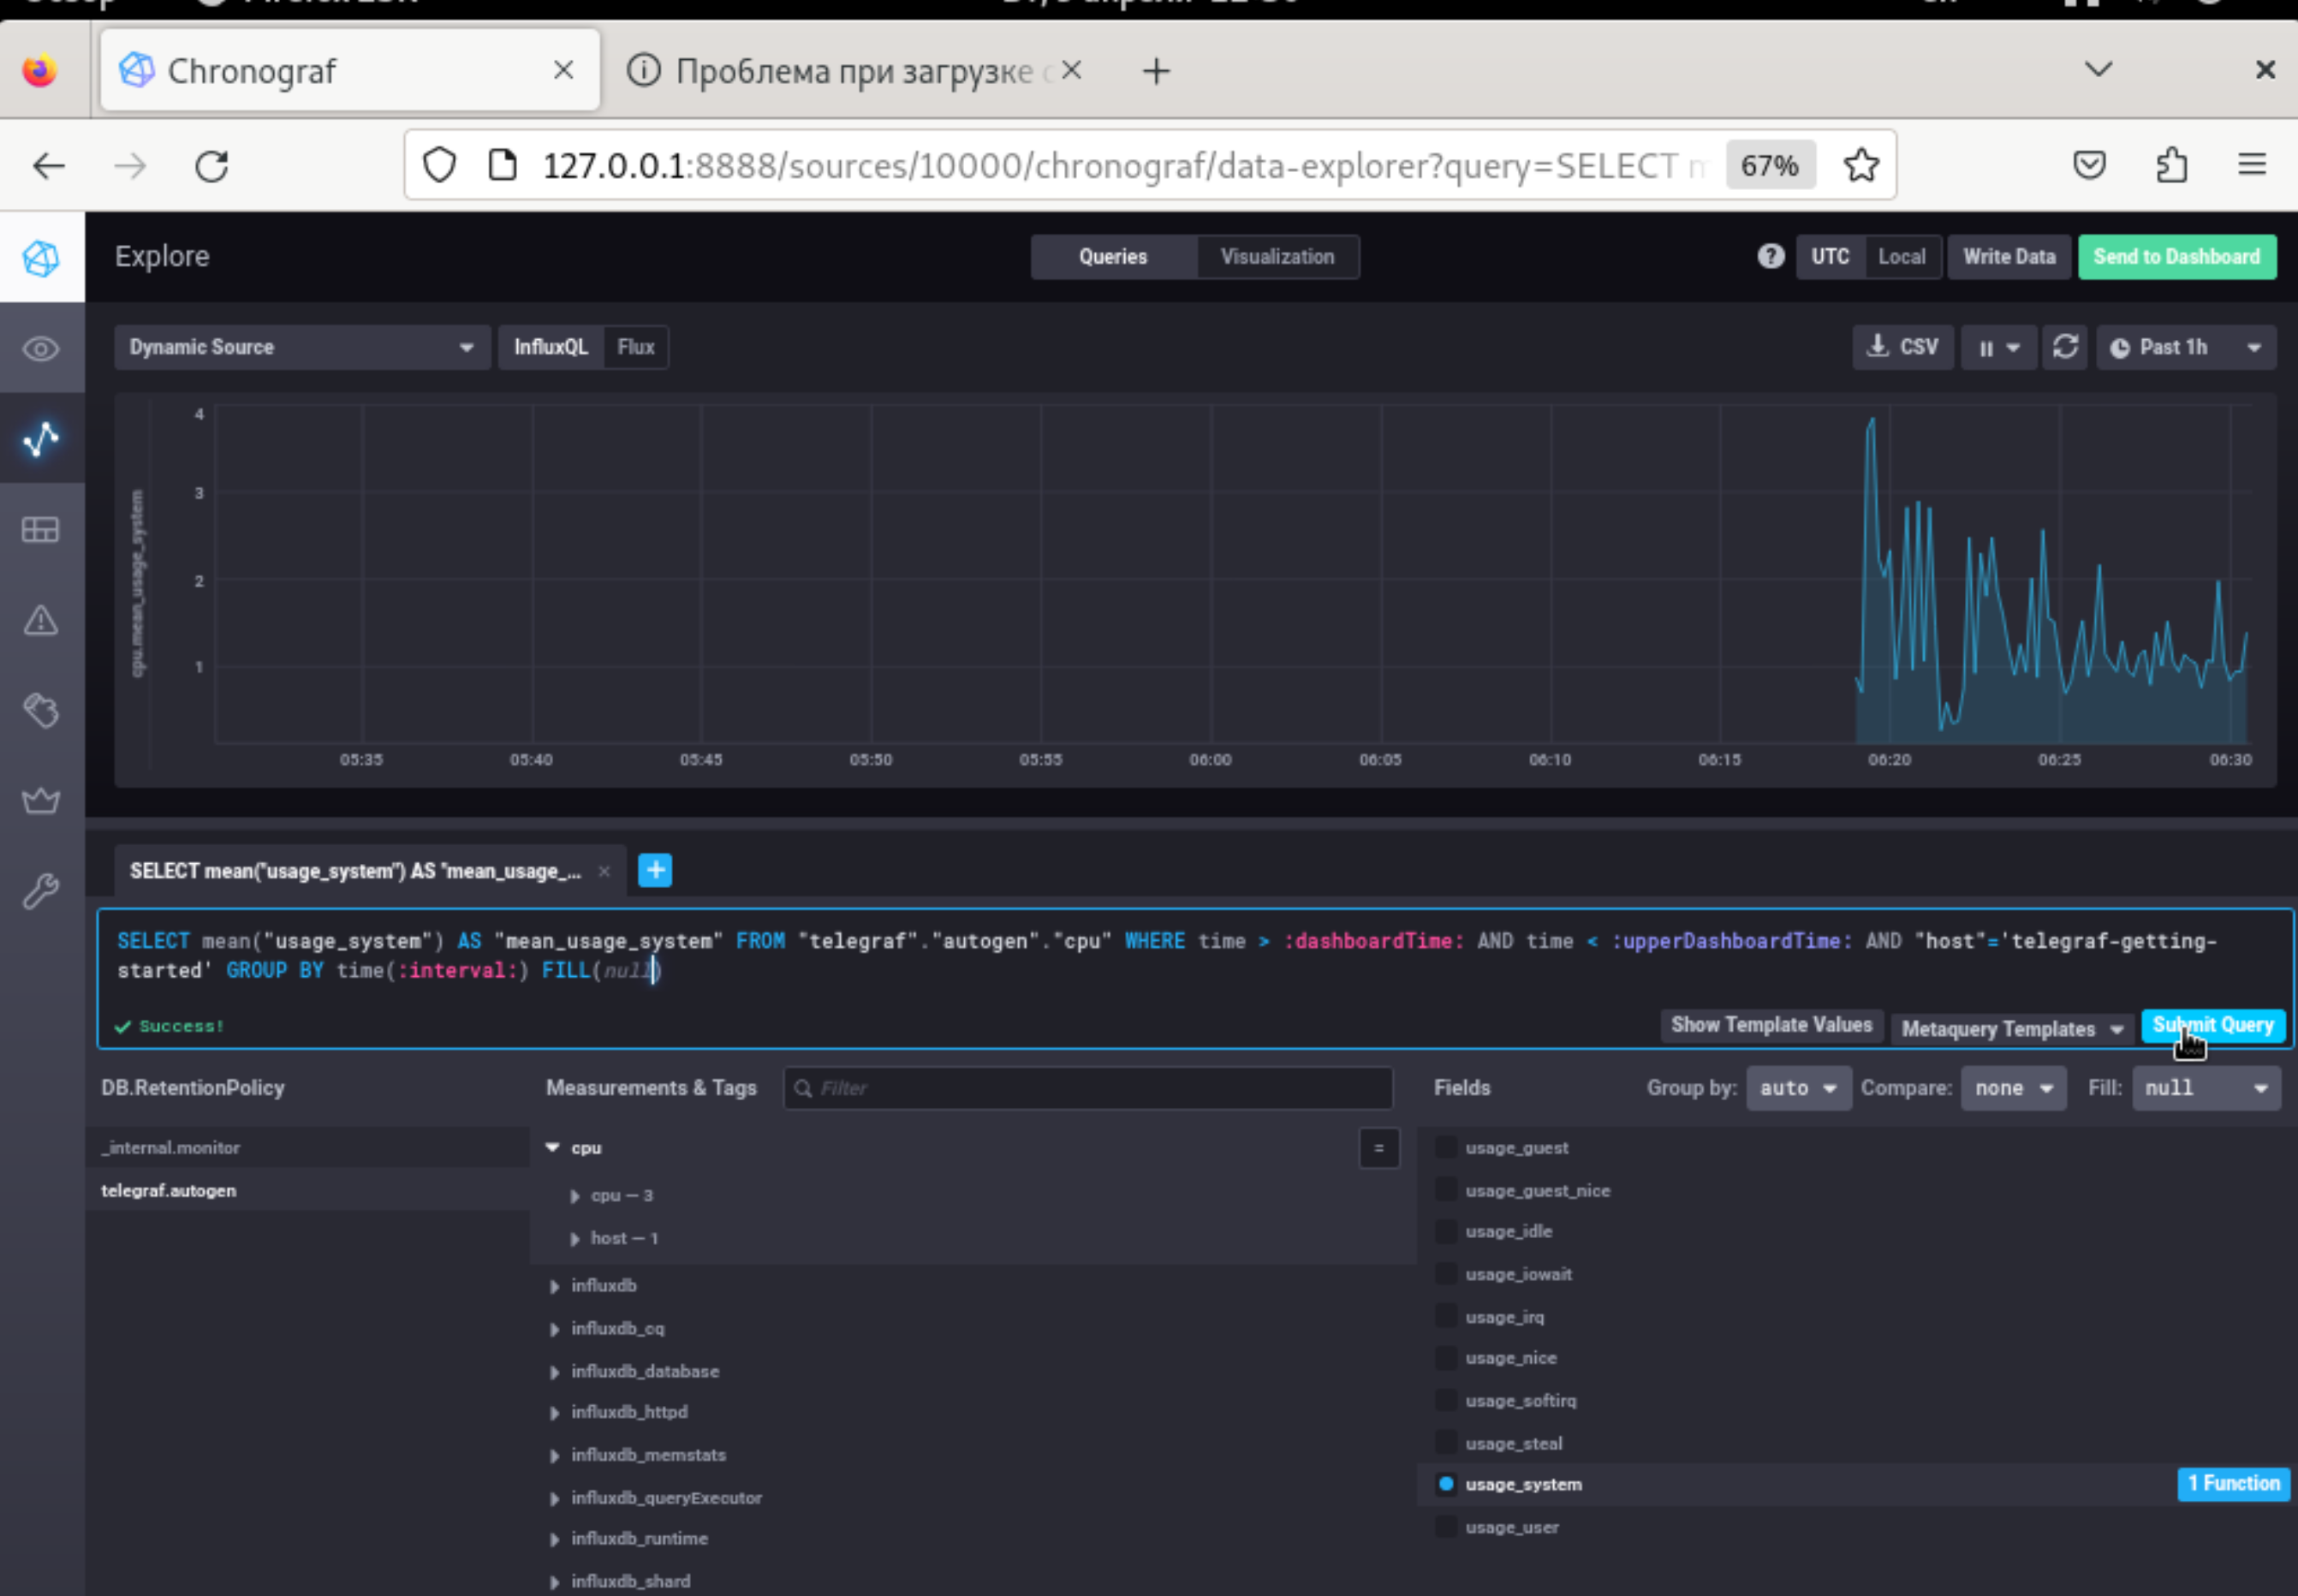 Chronograf
Проблема при загрузке с
127.0.0.1:8888/sources/10000/chronograf/data-explorer?query=SELECT m
67%
Explore
Queries
Visualization
UTC
Local
Write Data
Send to Dashboard
Dynamic Source
InfluxQL
Flux
CSV
Past 1h
cpu.mean_usage_system
4
3
2
1
05:35
05:40
05:45
05:50
05:55
06:00
06:05
06:10
06:15
06:20
06:25
06:30
SELECT mean("usage_system") AS "mean_usage_...
SELECT mean("usage_system") AS "mean_usage_system" FROM "telegraf"."autogen"."cpu" WHERE time > :dashboardTime: AND time < :upperDashboardTime: AND "host"='telegraf-getting-
started' GROUP BY time(:interval:) FILL(null)
Success!
Show Template Values
Metaquery Templates
Submit Query
DB.RetentionPolicy
Measurements & Tags
Filter
Fields
Group by:
auto
Compare:
none
Fill:
null
_internal.monitor
telegraf.autogen
cpu
=
cpu — 3
host — 1
influxdb
influxdb_cq
influxdb_database
influxdb_httpd
influxdb_memstats
influxdb_queryExecutor
influxdb_runtime
influxdb_shard
usage_guest
usage_guest_nice
usage_idle
usage_iowait
usage_irq
usage_nice
usage_softirq
usage_steal
usage_system
1 Function
usage_user